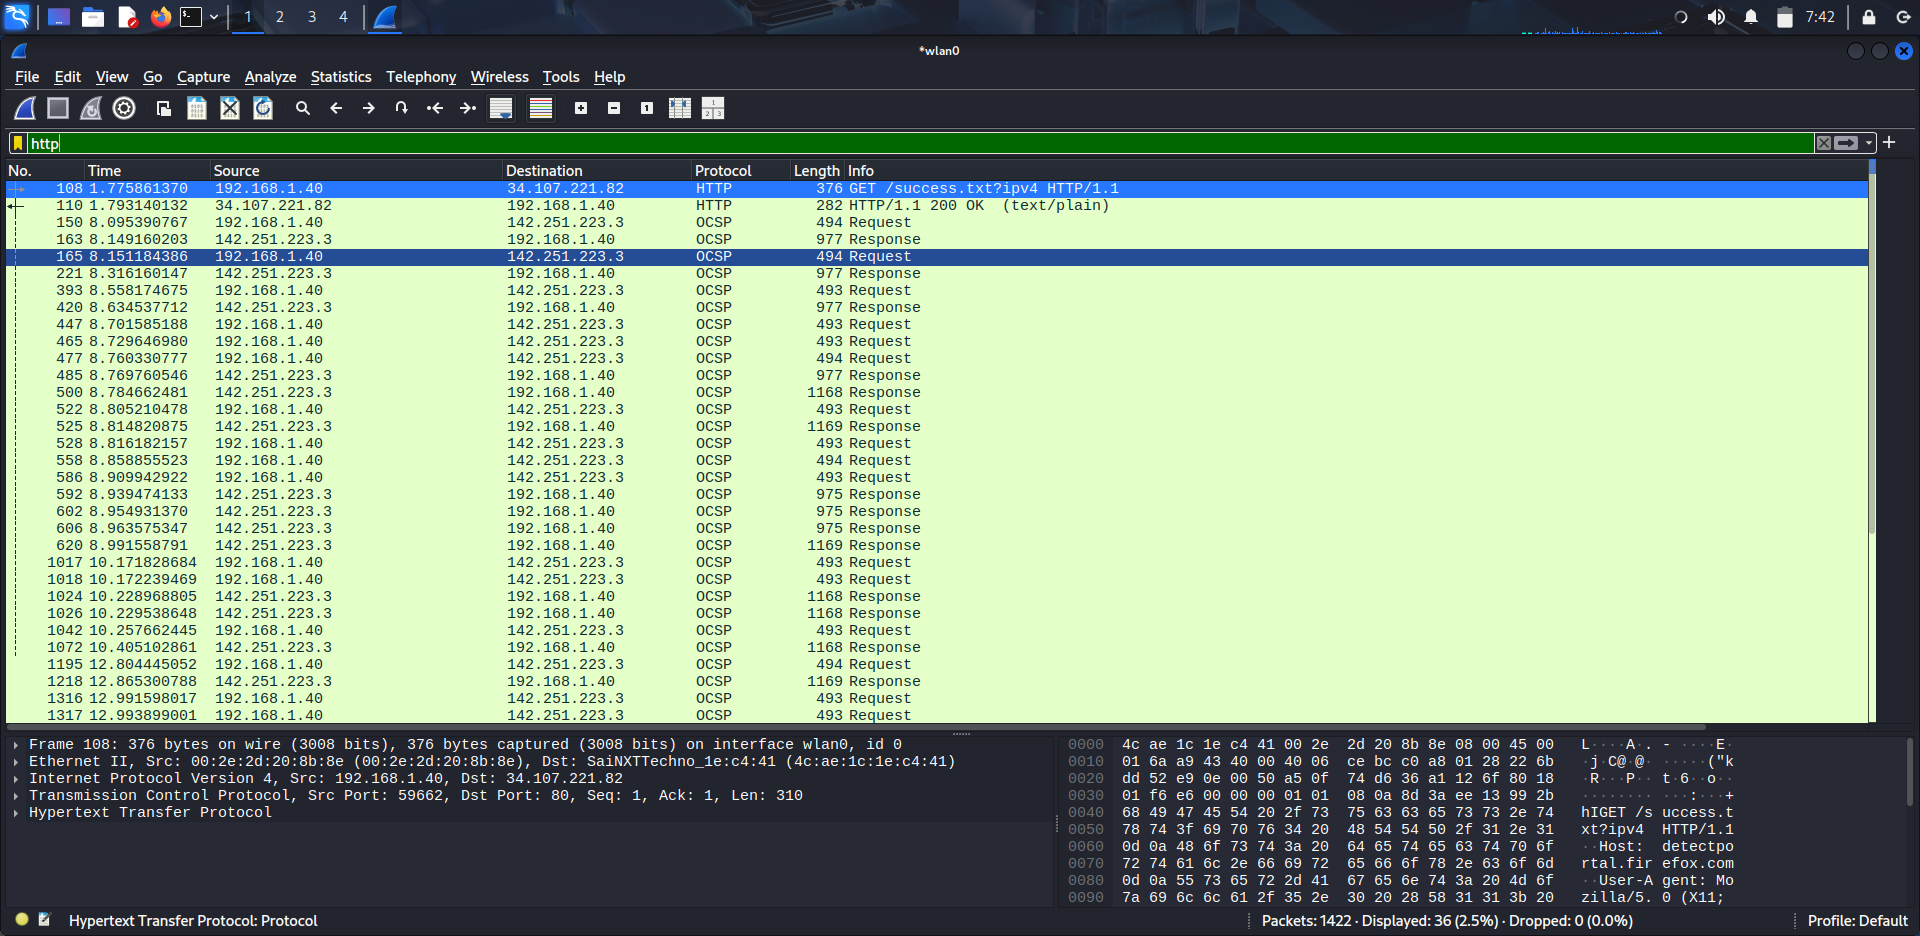 1 2 3 4 7:42
*wlan0
File Edit View Go Capture Analyze Statistics Telephony Wireless Tools Help
http
No. Time Source Destination Protocol Length Info
108 1.775861370 192.168.1.40 34.107.221.82 HTTP 376 GET /success.txt?ipv4 HTTP/1.1
110 1.793140132 34.107.221.82 192.168.1.40 HTTP 282 HTTP/1.1 200 OK (text/plain)
150 8.095390767 192.168.1.40 142.251.223.3 OCSP 494 Request
163 8.149160203 142.251.223.3 192.168.1.40 OCSP 977 Response
165 8.151184386 192.168.1.40 142.251.223.3 OCSP 494 Request
221 8.316160147 142.251.223.3 192.168.1.40 OCSP 977 Response
393 8.558174675 192.168.1.40 142.251.223.3 OCSP 493 Request
420 8.634537712 142.251.223.3 192.168.1.40 OCSP 977 Response
447 8.701585188 192.168.1.40 142.251.223.3 OCSP 493 Request
465 8.729646980 192.168.1.40 142.251.223.3 OCSP 493 Request
477 8.760330777 192.168.1.40 142.251.223.3 OCSP 494 Request
485 8.769760546 142.251.223.3 192.168.1.40 OCSP 977 Response
500 8.784662481 142.251.223.3 192.168.1.40 OCSP 1168 Response
522 8.805210478 192.168.1.40 142.251.223.3 OCSP 493 Request
525 8.814820875 142.251.223.3 192.168.1.40 OCSP 1169 Response
528 8.816182157 192.168.1.40 142.251.223.3 OCSP 493 Request
558 8.858855523 192.168.1.40 142.251.223.3 OCSP 494 Request
586 8.909942922 192.168.1.40 142.251.223.3 OCSP 493 Request
592 8.939474133 142.251.223.3 192.168.1.40 OCSP 975 Response
602 8.954931370 142.251.223.3 192.168.1.40 OCSP 975 Response
606 8.963575347 142.251.223.3 192.168.1.40 OCSP 975 Response
620 8.991558791 142.251.223.3 192.168.1.40 OCSP 1169 Response
1017 10.171828684 192.168.1.40 142.251.223.3 OCSP 493 Request
1018 10.172239469 192.168.1.40 142.251.223.3 OCSP 493 Request
1024 10.228968805 142.251.223.3 192.168.1.40 OCSP 1168 Response
1026 10.229538648 142.251.223.3 192.168.1.40 OCSP 1168 Response
1042 10.257662445 192.168.1.40 142.251.223.3 OCSP 493 Request
1072 10.405102861 142.251.223.3 192.168.1.40 OCSP 1168 Response
1195 12.804445052 192.168.1.40 142.251.223.3 OCSP 494 Request
1218 12.865300788 142.251.223.3 192.168.1.40 OCSP 1169 Response
1316 12.991598017 192.168.1.40 142.251.223.3 OCSP 493 Request
1317 12.993899001 192.168.1.40 142.251.223.3 OCSP 493 Request
Frame 108: 376 bytes on wire (3008 bits), 376 bytes captured (3008 bits) on interface wlan0, id 0
Ethernet II, Src: 00:2e:2d:20:8b:8e (00:2e:2d:20:8b:8e), Dst: SaiNXTTechno_1e:c4:41 (4c:ae:1c:1e:c4:41)
Internet Protocol Version 4, Src: 192.168.1.40, Dst: 34.107.221.82
Transmission Control Protocol, Src Port: 59662, Dst Port: 80, Seq: 1, Ack: 1, Len: 310
Hypertext Transfer Protocol
0000 4c ae 1c 1e c4 41 00 2e 2d 20 8b 8e 08 00 45 00 L····A·. - ····E·
0010 01 6a a9 43 40 00 40 06 ce bc c0 a8 01 28 22 6b ·j·C@·@· ·····("k
0020 dd 52 e9 0e 00 50 a5 0f 74 d6 36 a1 12 6f 80 18 ·R···P·· t·6··o··
0030 01 f6 e6 00 00 00 01 01 08 0a 8d 3a ee 13 99 2b ········ ···:···+
0040 68 49 47 45 54 20 2f 73 75 63 63 65 73 73 2e 74 hIGET /s uccess.t
0050 78 74 3f 69 70 76 34 20 48 54 54 50 2f 31 2e 31 xt?ipv4 HTTP/1.1
0060 0d 0a 48 6f 73 74 3a 20 64 65 74 65 63 74 70 6f ··Host: detectpo
0070 72 74 61 6c 2e 66 69 72 65 66 6f 78 2e 63 6f 6d rtal.fir efox.com
0080 0d 0a 55 73 65 72 2d 41 67 65 6e 74 3a 20 4d 6f ··User-A gent: Mo
0090 7a 69 6c 6c 61 2f 35 2e 30 20 28 58 31 31 3b 20 zilla/5. 0 (X11;
Hypertext Transfer Protocol: Protocol Packets: 1422 · Displayed: 36 (2.5%) · Dropped: 0 (0.0%) Profile: Default